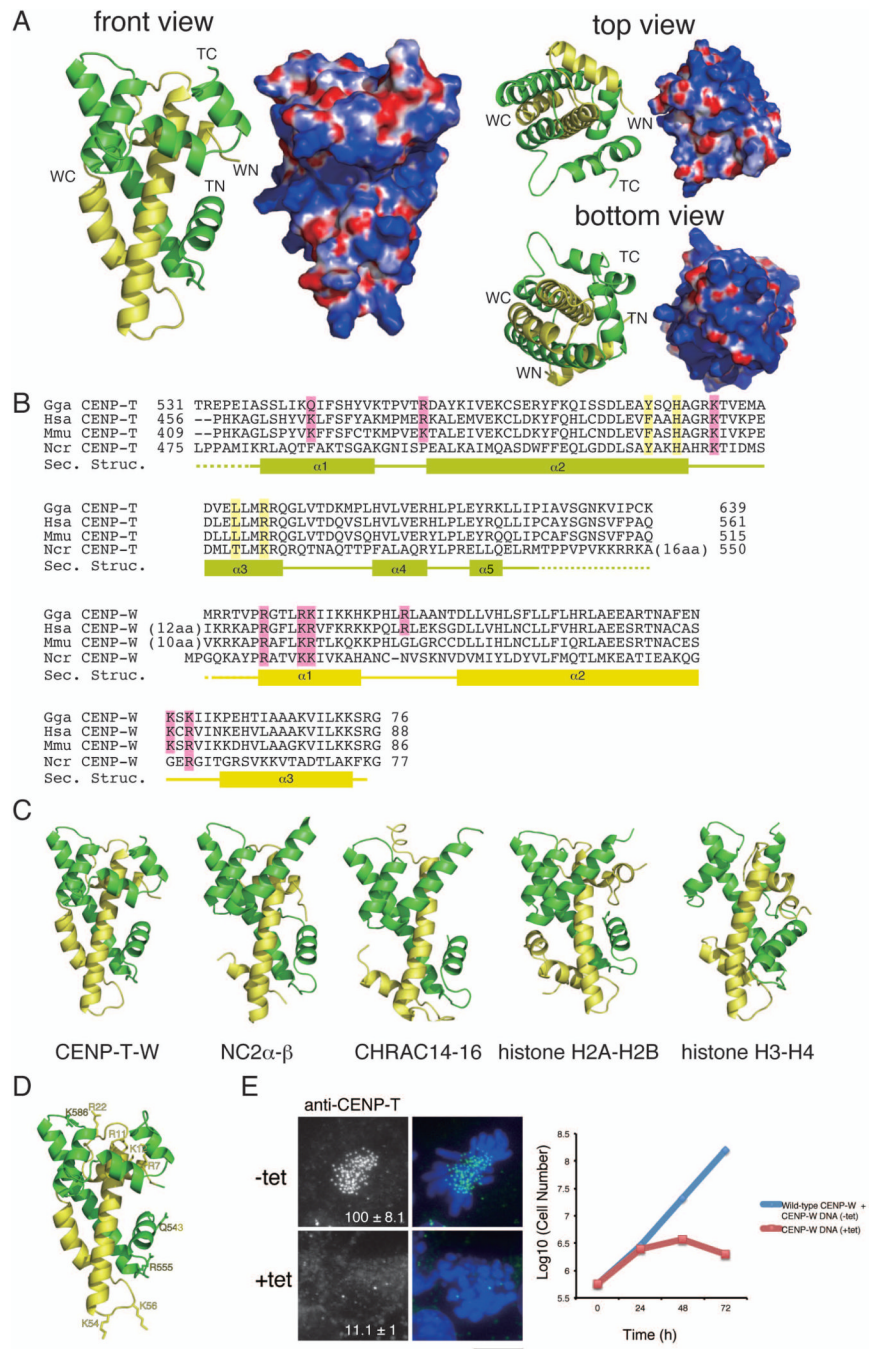 A
front view
top view
TC
WC
WN
TN
WC
WN
TC
bottom view
TC
WC
TN
WN
B
Gga CENP-T 531 TREPEIASSLIKQIFSHYVKTPVTRDAYKIVEKCSERYFKQISSDLEAYSQHAGRKTVEMA
Hsa CENP-T 456 --PHKAGLSHYVKLFSFYAKMPMERKALEMVEKCLDKYFQHLCDDLEVFAAHAGRKTVKPE
Mmu CENP-T 409 --PHKAGLSPYVKFFSFCTKMPVEKTALEIVEKCLDKYFQHLCNDLEVFASHAGRKIVKPE
Ncr CENP-T 475 LPPAMIKRLAQTFAKTSGAKGNISPEALKAIMQASDWFFEQLGDDLSAYAKHAHRKTIDMS
Sec. Struc. α1 α2
Gga CENP-T DVELLMRRQGLVTDKMPLHVLVERHLPLEYRKLLIPIAVSGNKVIPCK 639
Hsa CENP-T DLELLMRRQGLVTDQVSLHVLVERHLPLEYRQLLIPCAYSGNSVFPAQ 561
Mmu CENP-T DLELLMRRQGLVTDQVSLHVLVERYLPLEYRQQLIPCAFSGNSVFPAQ 515
Ncr CENP-T DMLTLMKRQRQTNAQTTPFALAQRYLPRELLQELRMTPPVPVKKRRKA(16aa) 550
Sec. Struc. α3 α4 α5
Gga CENP-W MRRTVPRGTLRKIIKKHKPHLRLAANTDLLVHLSFLLFLHRLAEEARTNAFEN
Hsa CENP-W (12aa)IKRKAPRGFLKRVFKRKKPQLRLEKSGDLLVHLNCLLFVHRLAEESRTNACAS
Mmu CENP-W (10aa)VKRKAPRAFLKRTLKQKKPHLGLGRCCDLLIHLNCLLFIQRLAEESRTNACES
Ncr CENP-W MPGQKAYPRATVKKIVKAHANC-NVSKNVDVMIYLDYVLFMQTLMKEATIEAKQG
Sec. Struc. α1 α2
Gga CENP-W KSKIIKPEHTIAAAKVILKKSRG 76
Hsa CENP-W KCRVINKEHVLAAAKVILKKSRG 88
Mmu CENP-W KSRVIKKDHVLAAGKVILKKSRG 86
Ncr CENP-W GERGITGRSVKKVTADTLAKFKG 77
Sec. Struc. α3
C
CENP-T-W NC2α-β CHRAC14-16 histone H2A-H2B histone H3-H4
D
K586
R22
R11
R7
Q543
R555
K54
K56
E
anti-CENP-T
-tet
100 ± 8.1
+tet
11.1 ± 1
Log10 (Cell Number)
8.5
8
7.5
7
6.5
6
5.5
0 24 48 72
Time (h)
Wild-type CENP-W +
CENP-W DNA (-tet)
CENP-W DNA (+tet)